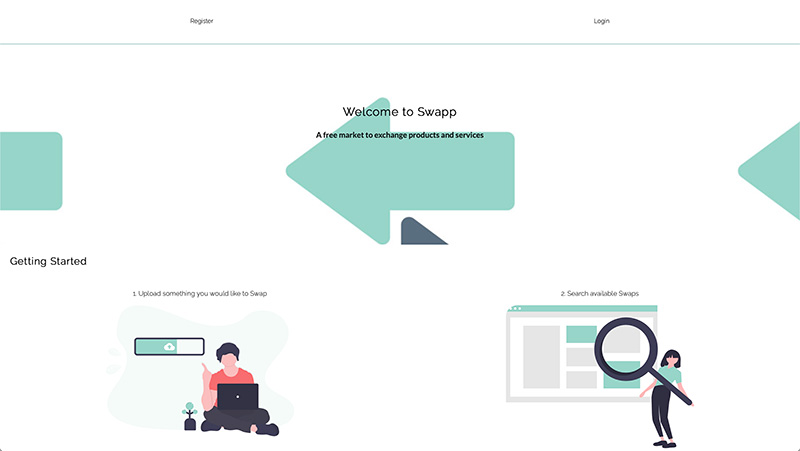 Register
Login
Welcome to Swapp
A free market to exchange products and services
Getting Started
1. Upload something you would like to Swap
2. Search available Swaps